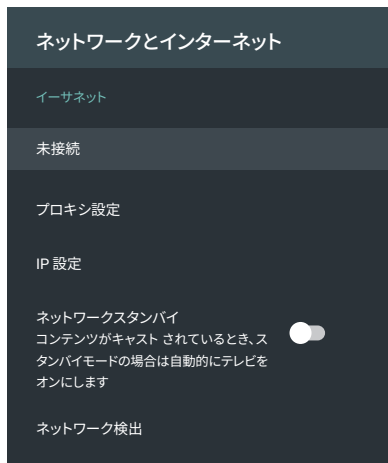 ネットワークとインターネット
イーサネット
未接続
プロキシ設定
IP 設定
ネットワークスタンバイ
コンテンツがキャスト されているとき、ス
タンバイモードの場合は自動的にテレビを
オンにします
ネットワーク検出